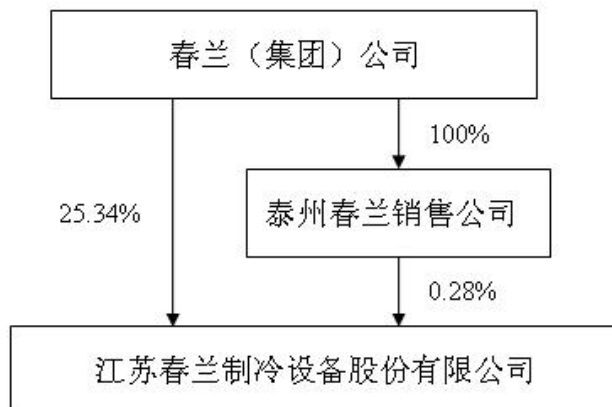 春兰（集团）公司
100%
25.34%
泰州春兰销售公司
0.28%
江苏春兰制冷设备股份有限公司